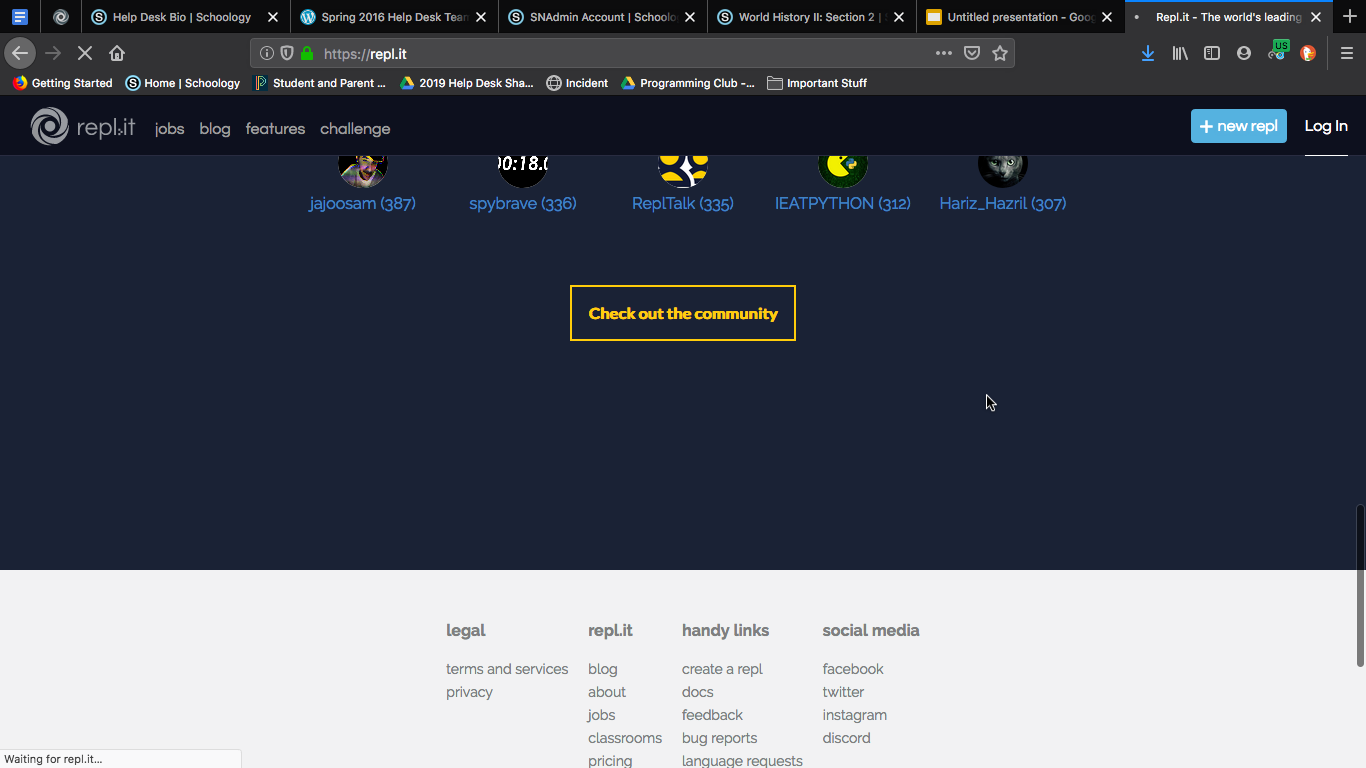 Help Desk Bio | Schoology
Spring 2016 Help Desk Tear
SNAdmin Account | Schoolo
World History II: Section 2 | S
Untitled presentation - Goog
Repl.it - The world's leading
https://repl.it
US
Getting Started
Home | Schoology
Student and Parent ...
2019 Help Desk Sha...
Incident
Programming Club -...
Important Stuff
repl.it
jobs
blog
features
challenge
+ new repl
Log In
00:18.0
jajoosam (387)
spybrave (336)
ReplTalk (335)
IEATPYTHON (312)
Hariz_Hazril (307)
Check out the community
legal
repl.it
handy links
social media
terms and services
blog
create a repl
facebook
privacy
about
docs
twitter
jobs
feedback
instagram
classrooms
bug reports
discord
pricing
language requests
Waiting for repl.it...